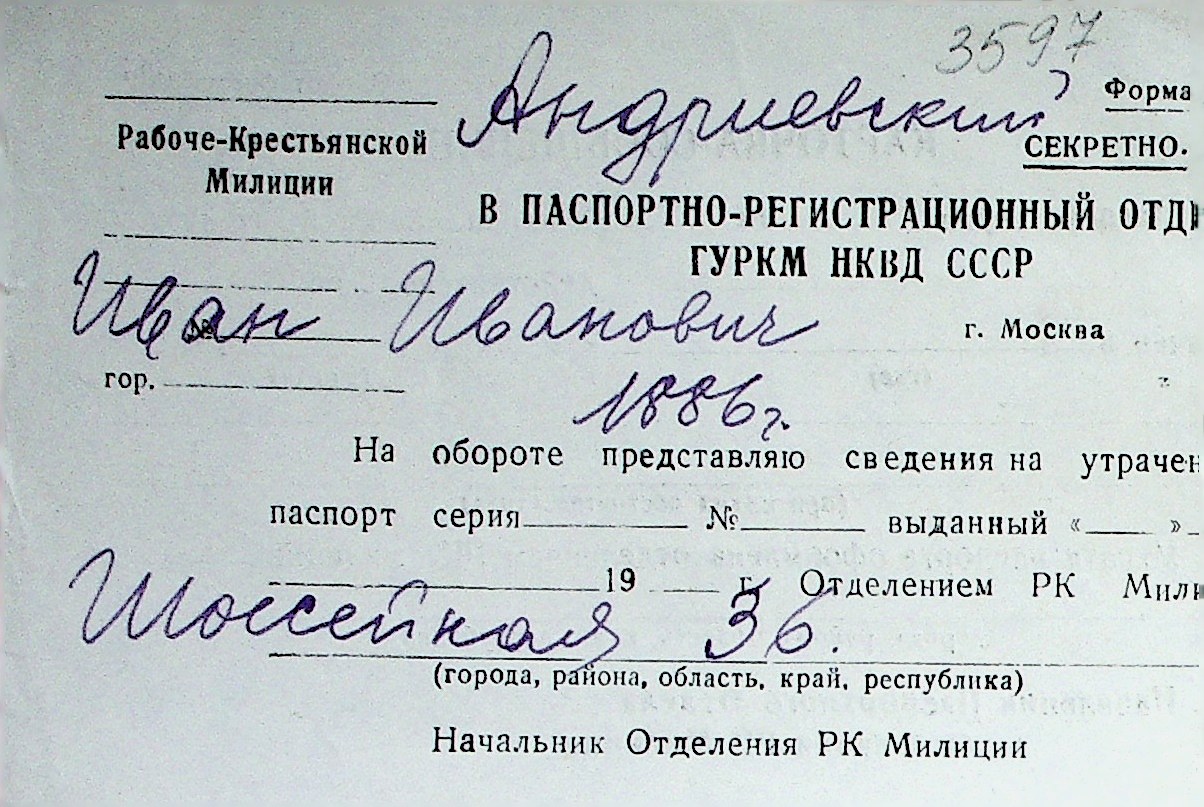 3597
Андриевский
Форма
Рабоче-Крестьянской
Милиции
СЕКРЕТНО.
В ПАСПОРТНО-РЕГИСТРАЦИОННЫЙ ОТД
ГУРКМ НКВД СССР
Иван Иванович
№
г. Москва
гор.
1886 г.
На обороте представляю сведения на утрачен
паспорт серия № выданный « »
19 г. Отделением РК Мили
Шоссейная 36.
(города, района, область, край, республика)
Начальник Отделения РК Милиции